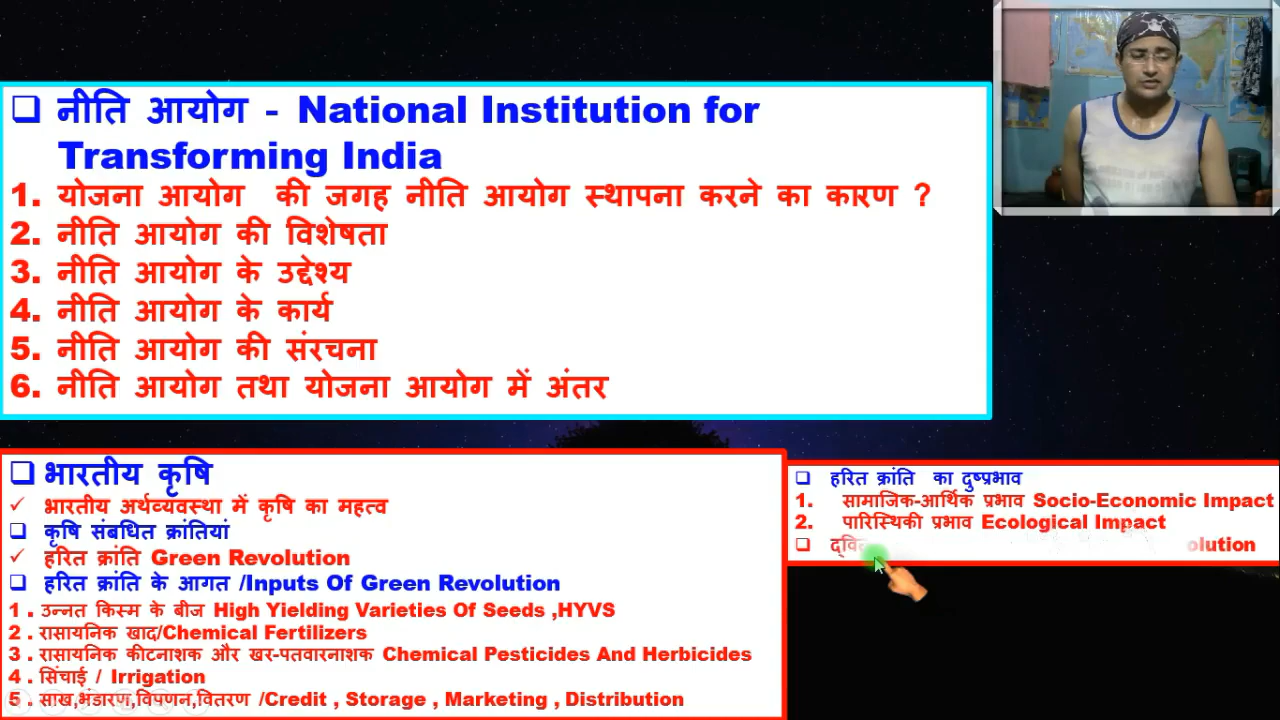 ❑ नीति आयोग - National Institution for
Transforming India
1. योजना आयोग की जगह नीति आयोग स्थापना करने का कारण ?
2. नीति आयोग की विशेषता
3. नीति आयोग के उद्देश्य
4. नीति आयोग के कार्य
5. नीति आयोग की संरचना
6. नीति आयोग तथा योजना आयोग में अंतर
❑ भारतीय कृषि
✓ भारतीय अर्थव्यवस्था में कृषि का महत्व
❑ कृषि संबधित क्रांतियां
✓ हरित क्रांति Green Revolution
❑ हरित क्रांति के आगत /Inputs Of Green Revolution
1 . उन्नत किस्म के बीज High Yielding Varieties Of Seeds ,HYVS
2 . रासायनिक खाद/Chemical Fertilizers
3 . रासायनिक कीटनाशक और खर-पतवारनाशक Chemical Pesticides And Herbicides
4 . सिंचाई / Irrigation
5 . साख,भंडारण,विपणन,वितरण /Credit , Storage , Marketing , Distribution
❑ हरित क्रांति का दुष्प्रभाव
1. सामाजिक-आर्थिक प्रभाव Socio-Economic Impact
2. पारिस्थिकी प्रभाव Ecological Impact
❑